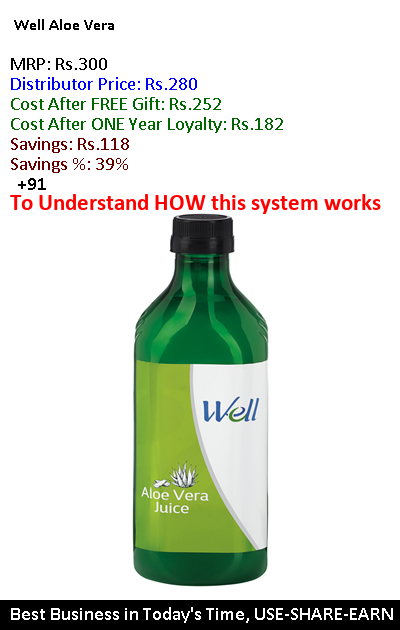 Well Aloe Vera
MRP: Rs.300
Distributor Price: Rs.280
Cost After FREE Gift: Rs.252
Cost After ONE Year Loyalty: Rs.182
Savings: Rs.118
Savings %: 39%
+91
To Understand HOW this system works
Well
Aloe Vera
Juice
Best Business in Today's Time, USE-SHARE-EARN